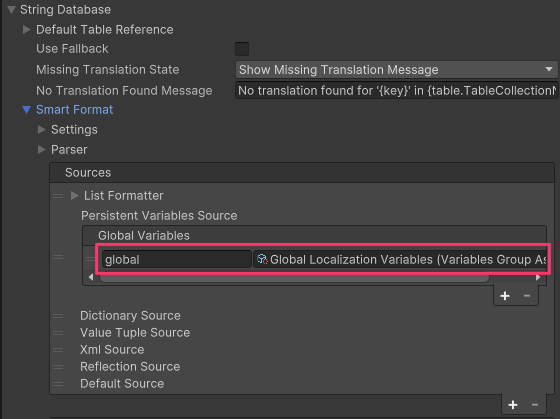 String Database
Default Table Reference
Use Fallback
Missing Translation State Show Missing Translation Message
No Translation Found Message No translation found for '{key}' in {table.TableCollectionN
Smart Format
Settings
Parser
Sources
List Formatter
Persistent Variables Source
Global Variables
global Global Localization Variables (Variables Group As
Dictionary Source
Value Tuple Source
Xml Source
Reflection Source
Default Source